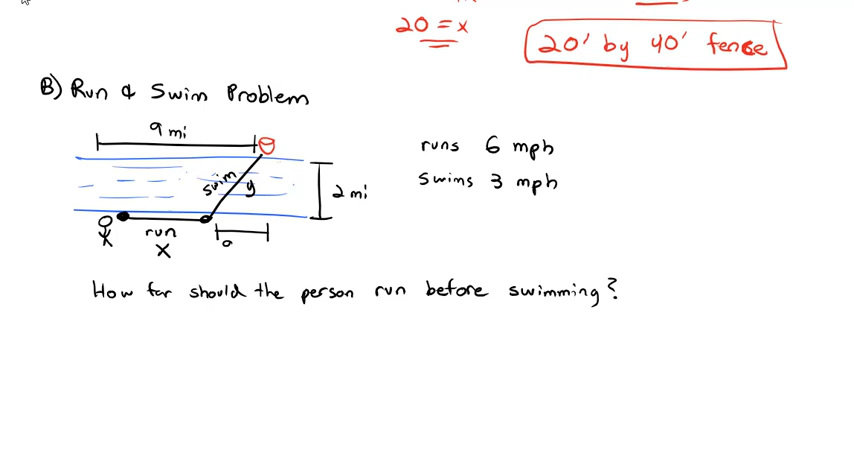 20 = x
20' by 40' fence
B) Run & Swim Problem
9 mi
runs 6 mph
swim
y
2 mi
swims 3 mph
run
x
How far should the person run before swimming?